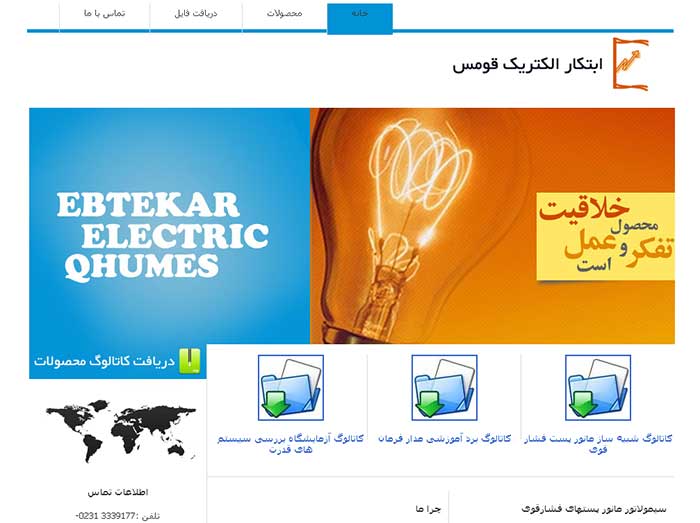 خانه
محصولات
دریافت فایل
تماس با ما
ابتکار الکتریک قومس
EBTEKAR
ELECTRIC
QHUMES
خلاقیت
محصول
تفکر و عمل
است
دریافت کاتالوگ محصولات
کاتالوگ شبیه ساز مانور پست فشار
قوی
کاتالوگ برد آموزشی مدار فرمان
کاتالوگ آزمایشگاه بررسی سیستم
های قدرت
اطلاعات تماس
تلفن :3339177 0231-
سیمولاتور مانور پستهای فشارقوی
چرا ما